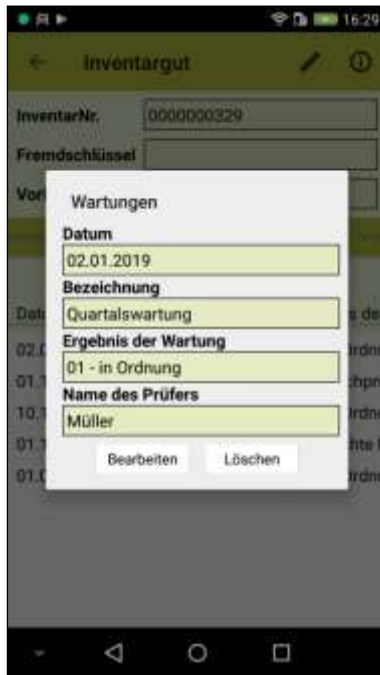 16:29
Inventargut
InventarNr. 0000000329
Fremdschlüssel
Wartungen
Datum
02.01.2019
Bezeichnung
Quartalswartung
Ergebnis der Wartung
01 - in Ordnung
Name des Prüfers
Müller
Bearbeiten Löschen